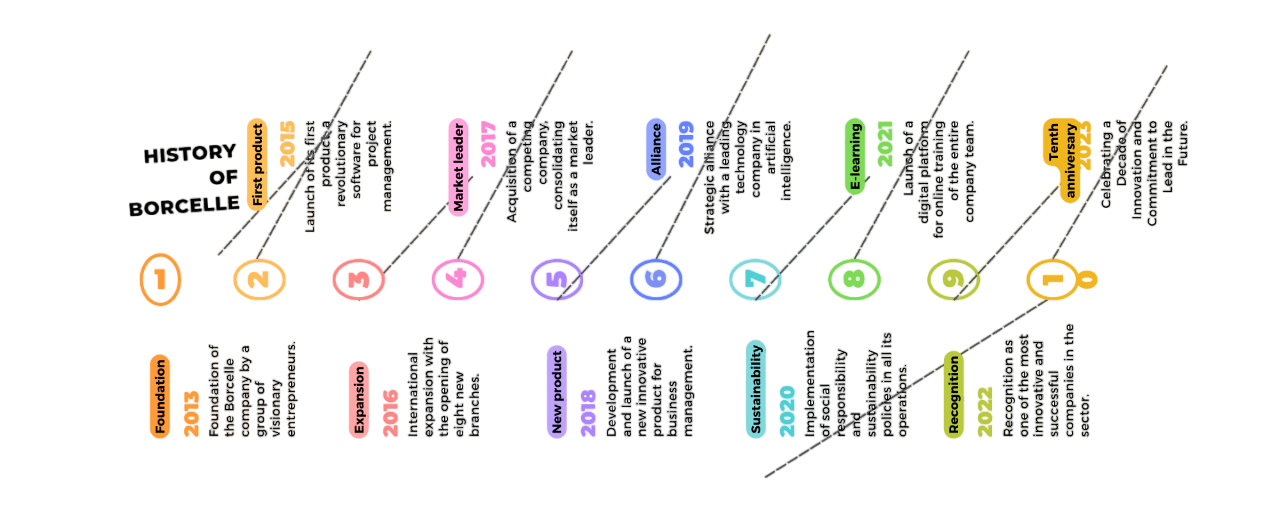 HISTORY
OF
BORCELLE
1
Foundation
2013
Foundation of
the Borcelle
company by a
group of
visionary
entrepreneurs.
2
First product
2015
Launch of its first
product, a
revolutionary
software for
project
management.
3
Expansion
2016
International
expansion with
the opening of
eight new
branches.
4
Market leader
2017
Acquisition of a
competing
company,
consolidating
itself as a market
leader.
5
New product
2018
Development
and launch of a
new innovative
product for
business
management.
6
Alliance
2019
Strategic alliance
with a leading
technology
company in
artificial
intelligence.
7
Sustainability
2020
Implementation
of social
responsibility
and
sustainability
policies in all its
operations.
8
E-learning
2021
Launch of a
digital platform
for online training
of the entire
company team.
9
Recognition
2022
Recognition as
one of the most
innovative and
successful
companies in the
sector.
1
0
Tenth
anniversary
2023
Celebrating a
Decade of
Innovation and
Commitment to
Lead in the
Future.